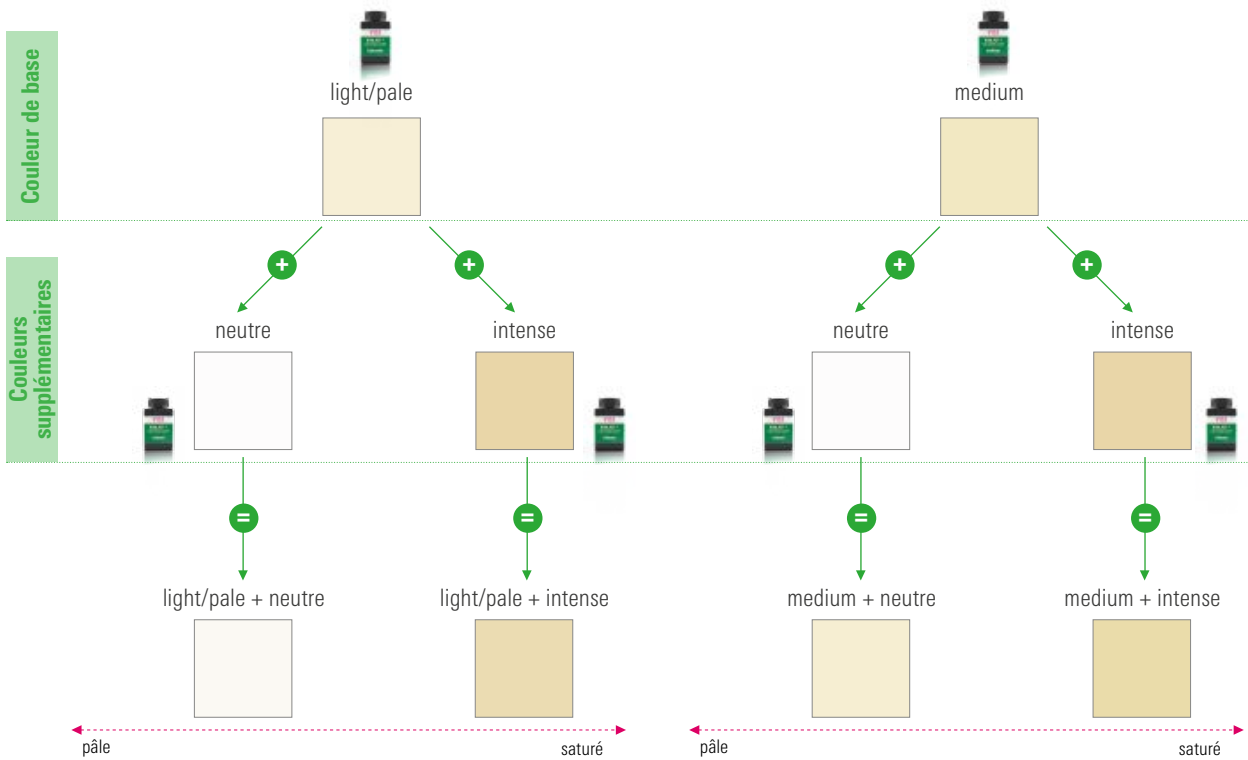 Couleur de base
light/pale
medium
+
+
+
+
Couleurs
supplémentaires
neutre
intense
neutre
intense
=
=
=
=
light/pale + neutre
light/pale + intense
medium + neutre
medium + intense
pâle
saturé
pâle
saturé